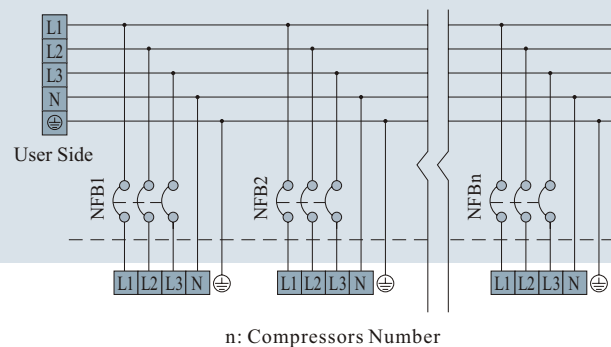 L1
L2
L3
N
User Side
NFB1
NFB2
NFBn
L1 L2 L3 N
L1 L2 L3 N
L1 L2 L3 N
n: Compressors Number